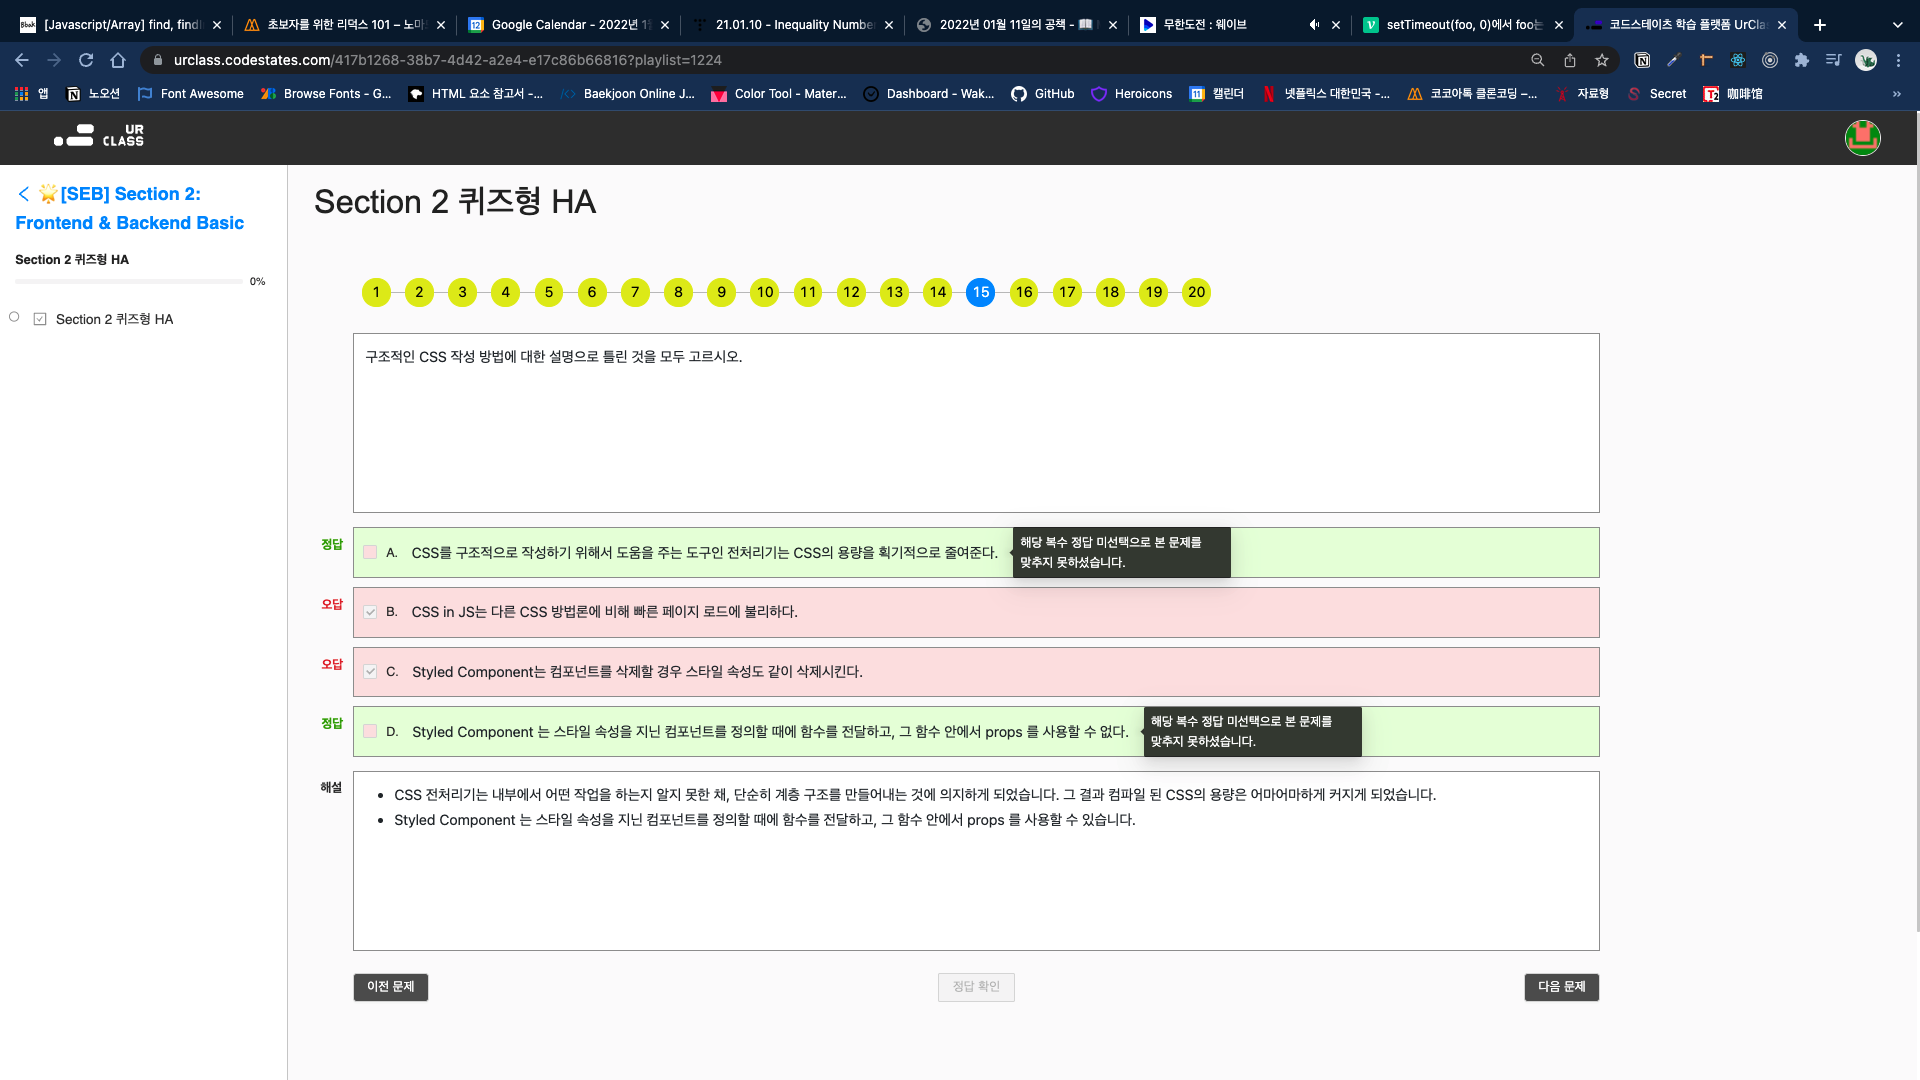 [Javascript/Array] find, findI
초보자를 위한 리덕스 101 – 노마
Google Calendar - 2022년 1월
21.01.10 - Inequality Number
2022년 01월 11일의 공책 -
무한도전 : 웨이브
setTimeout(foo, 0)에서 foo는
코드스테이츠 학습 플랫폼 UrCla
urclass.codestates.com/417b1268-38b7-4d42-a2e4-e17c86b66816?playlist=1224
앱
노오션
Font Awesome
Browse Fonts - G...
HTML 요소 참고서 -...
Baekjoon Online J...
Color Tool - Mater...
Dashboard - Wak...
GitHub
Heroicons
캘린더
넷플릭스 대한민국 -...
코코아톡 클론코딩 –...
자료형
Secret
咖啡馆
UR
CLASS
🌟[SEB] Section 2:
Frontend & Backend Basic
Section 2 퀴즈형 HA
0%
Section 2 퀴즈형 HA
Section 2 퀴즈형 HA
1 2 3 4 5 6 7 8 9 10 11 12 13 14 15 16 17 18 19 20
구조적인 CSS 작성 방법에 대한 설명으로 틀린 것을 모두 고르시오.
정답
A. CSS를 구조적으로 작성하기 위해서 도움을 주는 도구인 전처리기는 CSS의 용량을 획기적으로 줄여준다.
해당 복수 정답 미선택으로 본 문제를
맞추지 못하셨습니다.
오답
B. CSS in JS는 다른 CSS 방법론에 비해 빠른 페이지 로드에 불리하다.
오답
C. Styled Component는 컴포넌트를 삭제할 경우 스타일 속성도 같이 삭제시킨다.
정답
D. Styled Component 는 스타일 속성을 지닌 컴포넌트를 정의할 때에 함수를 전달하고, 그 함수 안에서 props 를 사용할 수 없다.
해당 복수 정답 미선택으로 본 문제를
맞추지 못하셨습니다.
해설
• CSS 전처리기는 내부에서 어떤 작업을 하는지 알지 못한 채, 단순히 계층 구조를 만들어내는 것에 의지하게 되었습니다. 그 결과 컴파일 된 CSS의 용량은 어마어마하게 커지게 되었습니다.
• Styled Component 는 스타일 속성을 지닌 컴포넌트를 정의할 때에 함수를 전달하고, 그 함수 안에서 props 를 사용할 수 있습니다.
이전 문제
정답 확인
다음 문제